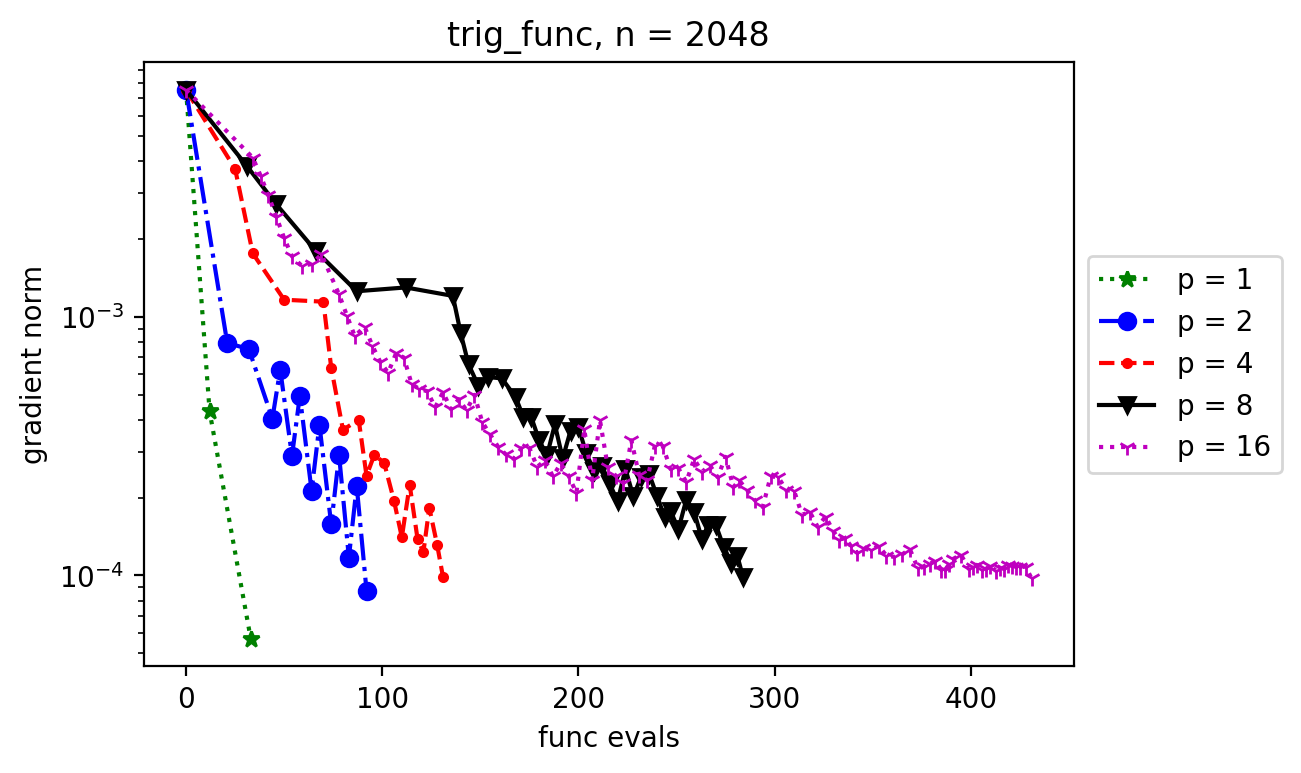 trig_func, n = 2048
gradient norm
10⁻³
10⁻⁴
0 100 200 300 400
func evals
p = 1
p = 2
p = 4
p = 8
p = 16